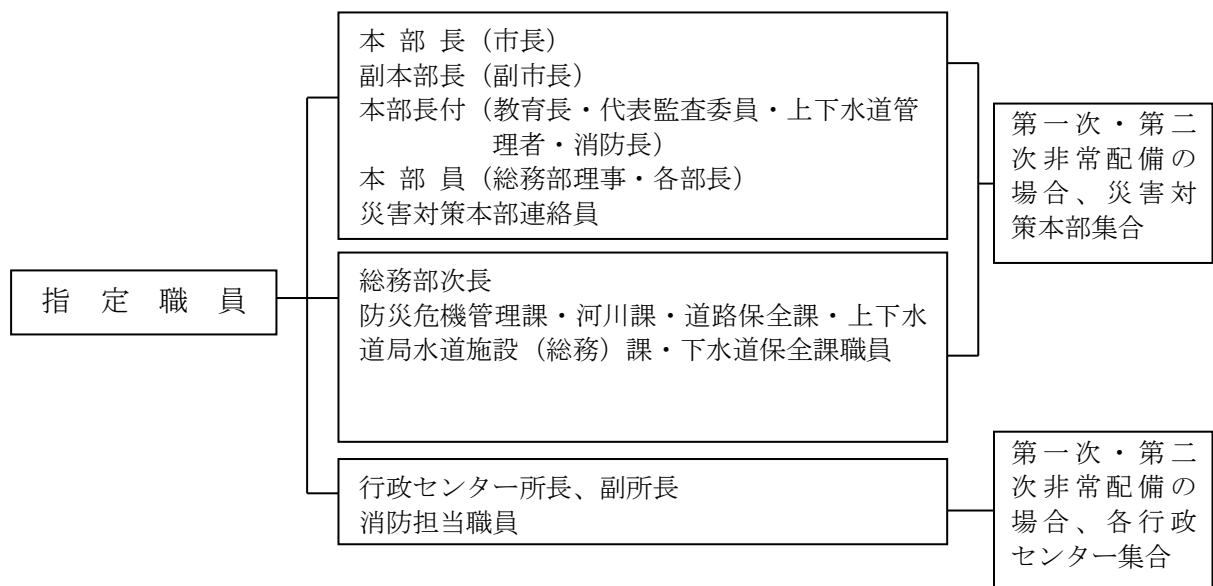 指 定 職 員
本 部 長（市長）
副本部長（副市長）
本部長付（教育長・代表監査委員・上下水道管
理者・消防長）
本 部 員（総務部理事・各部長）
災害対策本部連絡員
総務部次長
防災危機管理課・河川課・道路保全課・上下水
道局水道施設（総務）課・下水道保全課職員
行政センター所長、副所長
消防担当職員
第一次・第二
次非常配備の
場合、災害対
策本部集合
第一次・第二
次非常配備の
場合、各行政
センター集合